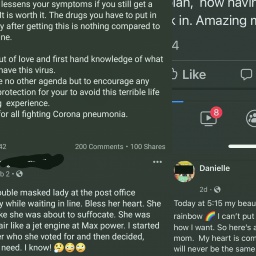 lessens your symptoms if you still get a
It is worth it. The drugs you have to put in
y after getting this is nothing compared to
ne.
ut of love and first hand knowledge of what
have this virus.
e no other agenda but to encourage any
protection for your to avoid this terrible life
g experience.
for all fighting Corona pneumonia.
42
200 Comments • 100 Shares
b 2 •
ouble masked lady at the post office
y while waiting in line. Bless her heart. She
ke she was about to suffocate. She was
air like a jet engine at Max power. I started
er who she voted for and then decided,
need. I know! 🤔😏😏
lan, how havin
k in. Amazing m
4
Like
8
Danielle
2d •
Today at 5:15 my beau
rainbow 🌈 I can't put
how I want. So here's a
mom. My heart is com
will never be the same